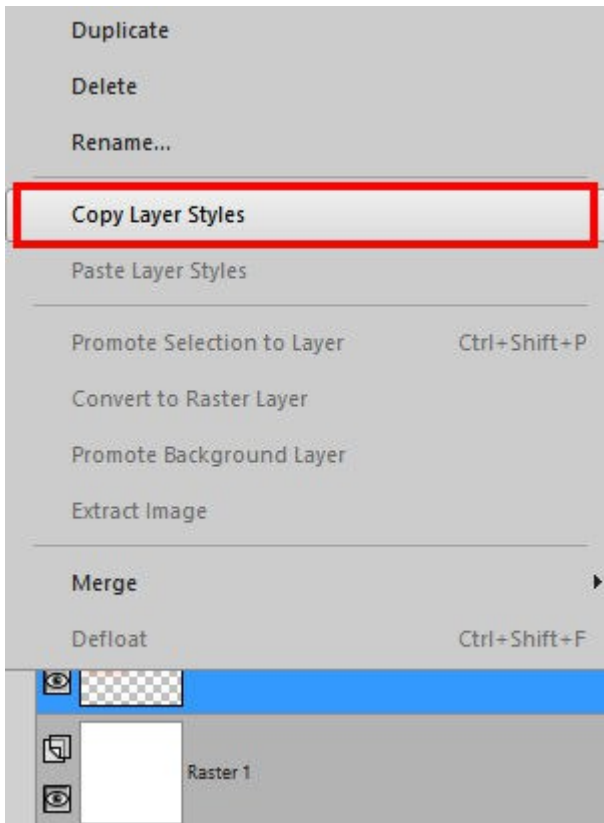 Duplicate
Delete
Rename...
Copy Layer Styles
Paste Layer Styles
Promote Selection to Layer Ctrl+Shift+P
Convert to Raster Layer
Promote Background Layer
Extract Image
Merge
Defloat Ctrl+Shift+F
Raster 1